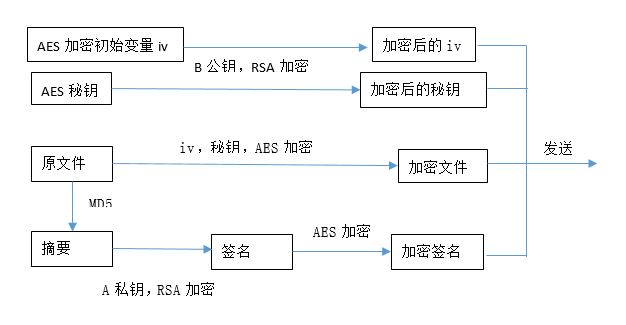 AES 加密初始变量 iv
加密后的 iv
B 公钥，RSA 加密
AES 秘钥
加密后的秘钥
iv，秘钥，AES 加密
发送
原文件
加密文件
MD5
AES 加密
摘要
签名
加密签名
A 私钥，RSA 加密